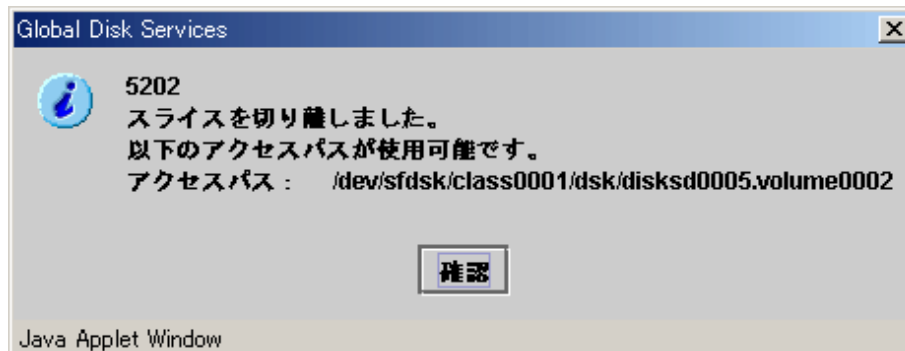 Global Disk Services
5202
スライスを切り離しました。
以下のアクセスパスが使用可能です。
アクセスパス： /dev/sfdsk/class0001/dsk/disksd0005.volume0002
確認
Java Applet Window